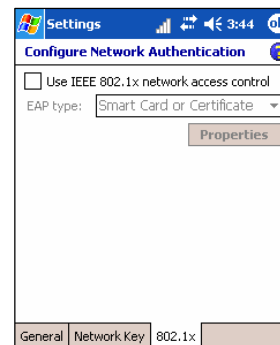 Settings 3:44 ok
Configure Network Authentication ?
Use IEEE 802.1x network access control
EAP type: Smart Card or Certificate
Properties
General Network Key 802.1x